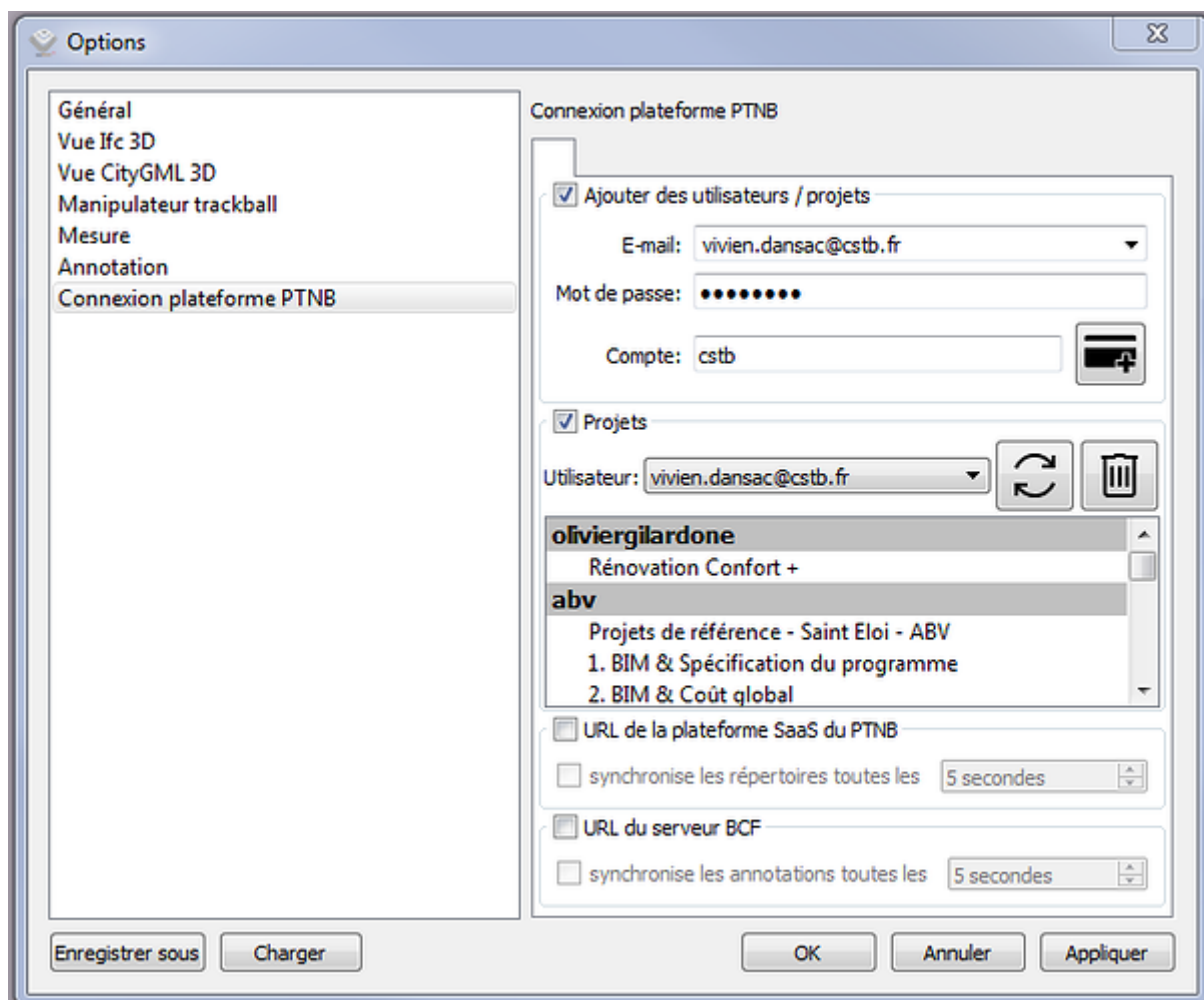 Options
Général
Vue Ifc 3D
Vue CityGML 3D
Manipulateur trackball
Mesure
Annotation
Connexion plateforme PTNB
Connexion plateforme PTNB
Ajouter des utilisateurs / projets
E-mail: vivien.dansac@cstb.fr
Mot de passe: ●●●●●●●●
Compte: cstb
Projets
Utilisateur: vivien.dansac@cstb.fr
oliviergilardone
Rénovation Confort +
abv
Projets de référence - Saint Eloi - ABV
1. BIM & Spécification du programme
2. BIM & Coût global
URL de la plateforme SaaS du PTNB
synchronise les répertoires toutes les 5 secondes
URL du serveur BCF
synchronise les annotations toutes les 5 secondes
Enregistrer sous Charger OK Annuler Appliquer